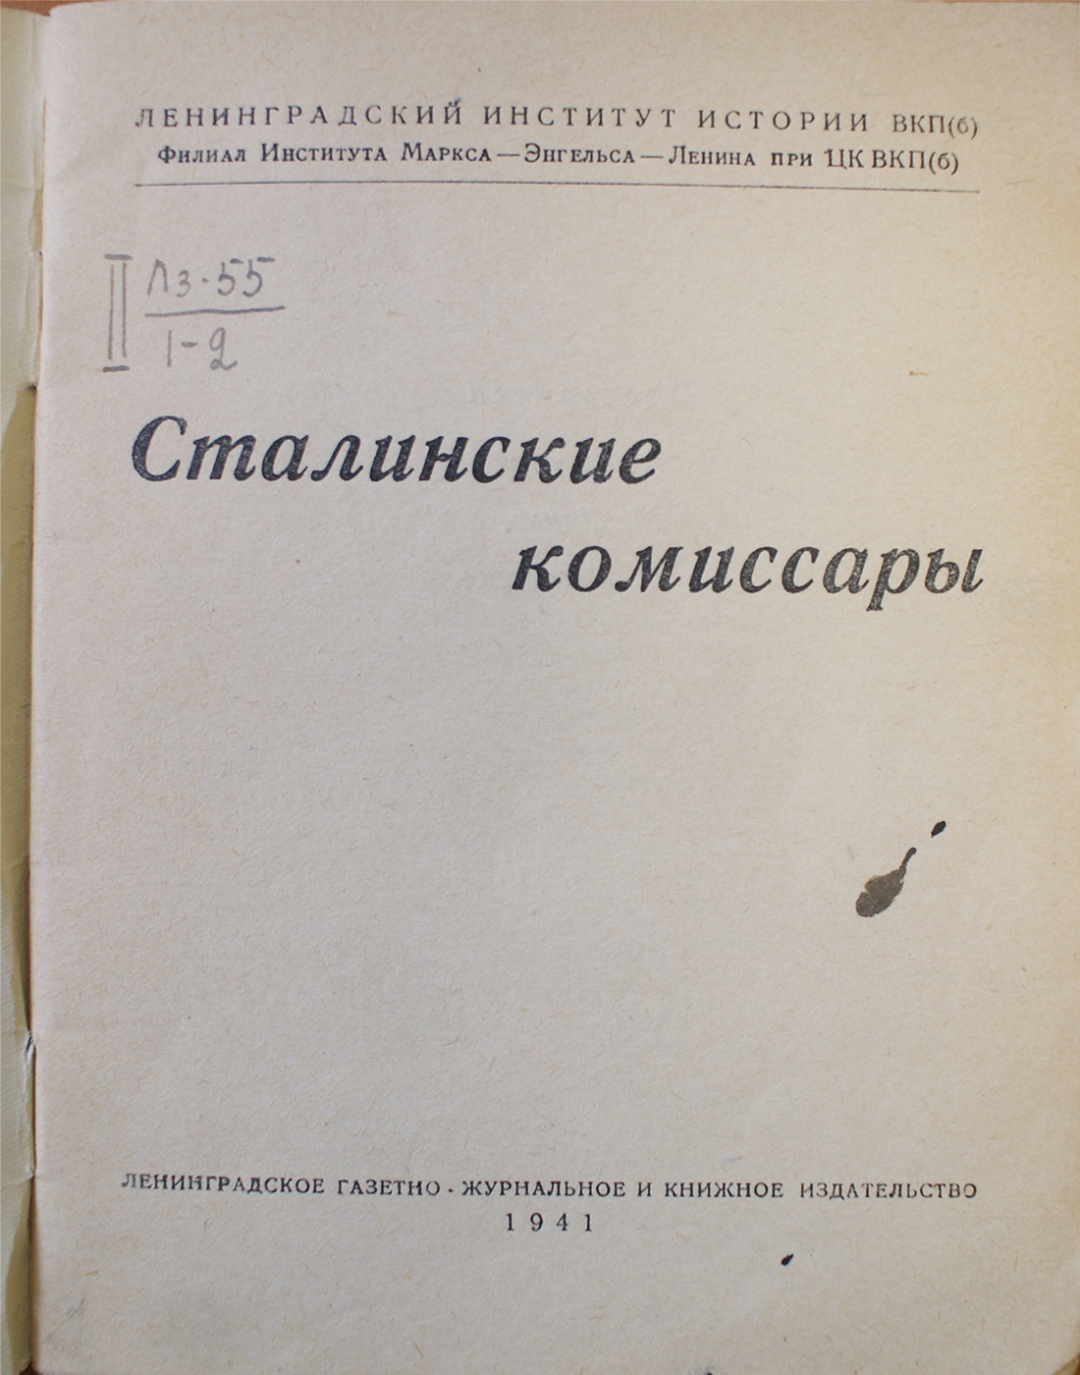 ЛЕНИНГРАДСКИЙ ИНСТИТУТ ИСТОРИИ ВКП(б)
Филиал Института Маркса — Энгельса — Ленина при ЦК ВКП(б)
II Лз-55
1-2
Сталинские
комиссары
ЛЕНИНГРАДСКОЕ ГАЗЕТНО-ЖУРНАЛЬНОЕ И КНИЖНОЕ ИЗДАТЕЛЬСТВО
1941